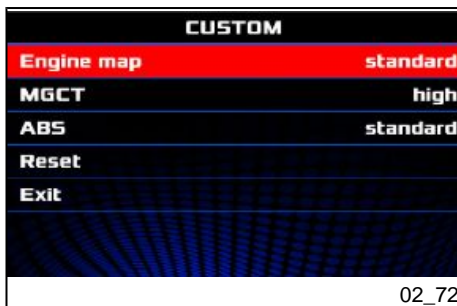 CUSTOM
Engine map standard
MGCT high
ABS standard
Reset
Exit
02_72